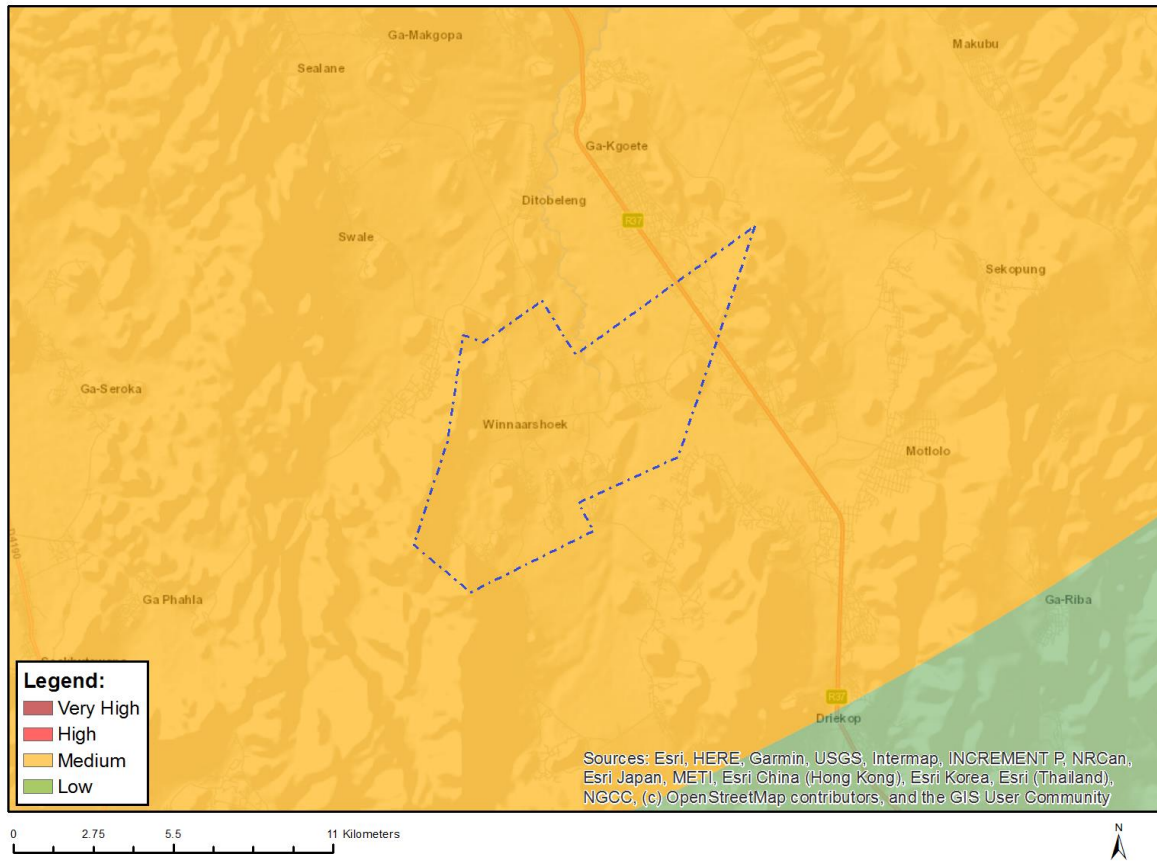 Ga-Makgopa
Makubu
Sealane
Ga-Kgoete
Ditobeleng
R37
Swale
Sekopung
Ga-Seroka
Winnaarshoek
Motlolo
D4190
Ga Phahla
Ga-Riba
R37
Driekop
Legend:
Very High
High
Medium
Low
Sources: Esri, HERE, Garmin, USGS, Intermap, INCREMENT P, NRCan,
Esri Japan, METI, Esri China (Hong Kong), Esri Korea, Esri (Thailand),
NGCC, (c) OpenStreetMap contributors, and the GIS User Community
0 2.75 5.5 11 Kilometers
N